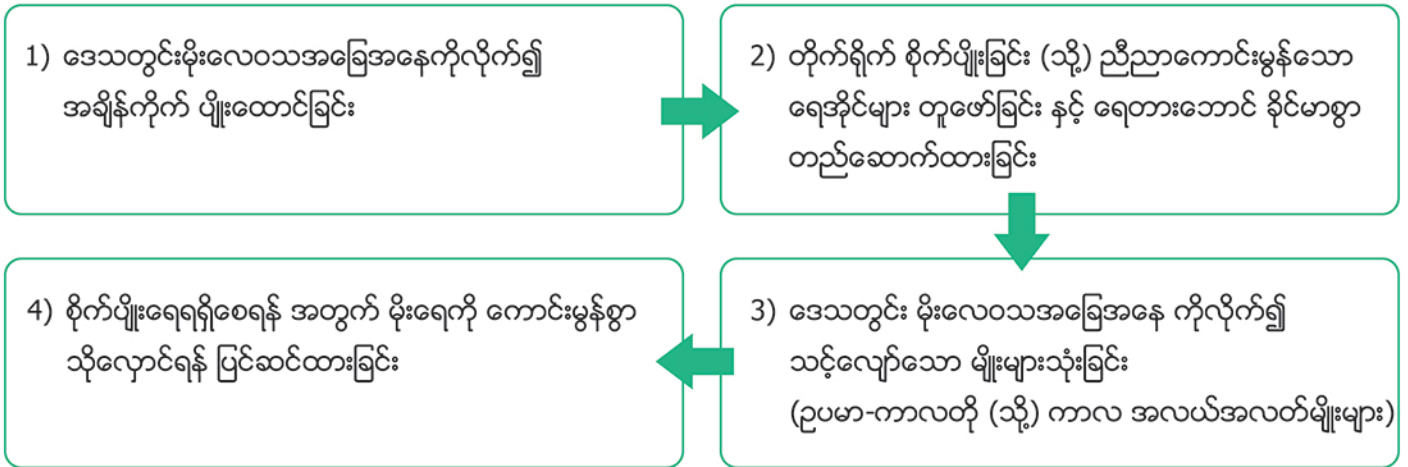 1) ဒေသတွင်းမိုးလေဝသအခြေအနေကိုလိုက်၍
အချိန်ကိုက် ပျိုးထောင်ခြင်း
2) တိုက်ရိုက် စိုက်ပျိုးခြင်း (သို့) ညီညာကောင်းမွန်သော
ရေအိုင်များ တူဖော်ခြင်း နှင့် ရေတားဘောင် ခိုင်မာစွာ
တည်ဆောက်ထားခြင်း
3) ဒေသတွင်း မိုးလေဝသအခြေအနေ ကိုလိုက်၍
သင့်လျော်သော မျိုးများသုံးခြင်း
(ဥပမာ-ကာလတို (သို့) ကာလ အလယ်အလတ်မျိုးများ)
4) စိုက်ပျိုးရေရရှိစေရန် အတွက် မိုးရေကို ကောင်းမွန်စွာ
သိုလှောင်ရန် ပြင်ဆင်ထားခြင်း